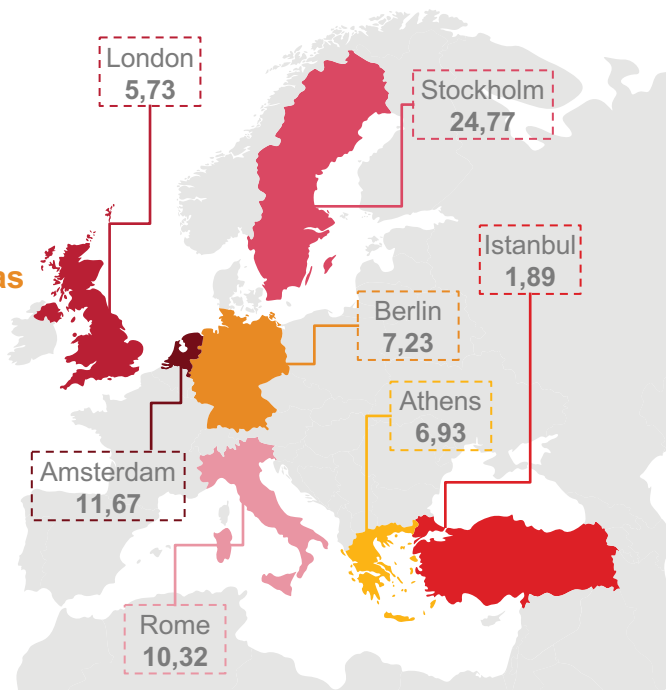 London
5,73
Stockholm
24,77
Istanbul
1,89
as
Berlin
7,23
Athens
6,93
Amsterdam
11,67
Rome
10,32